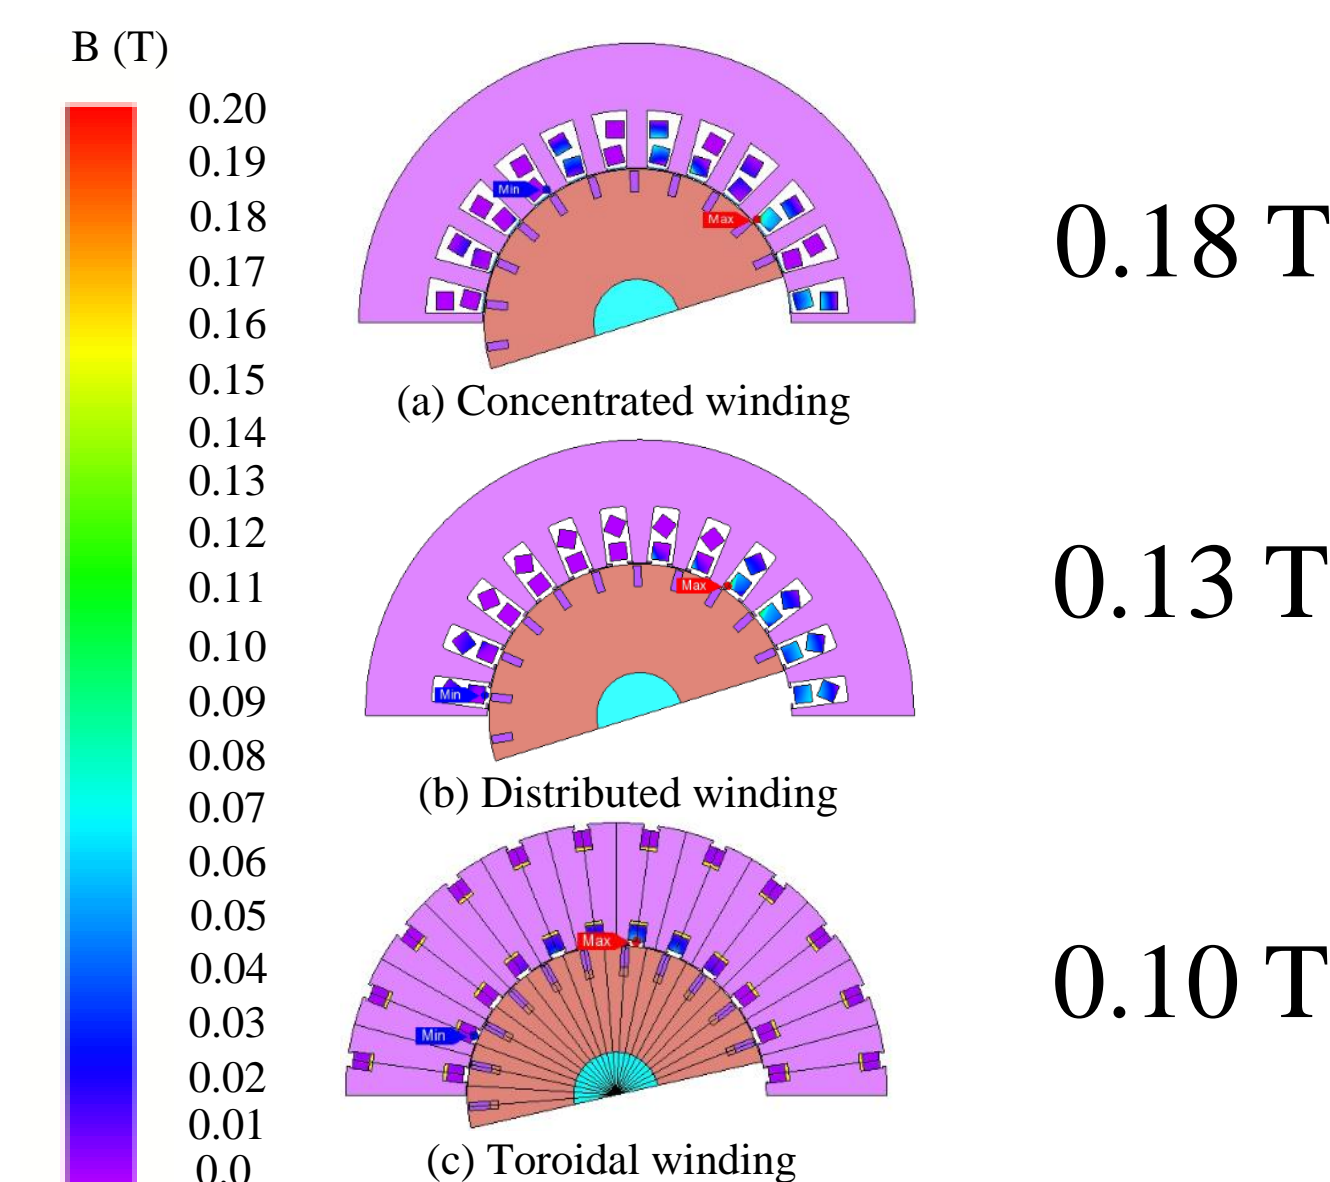 B (T)
0.20
0.19
0.18
0.17
0.16
0.15
0.14
0.13
0.12
0.11
0.10
0.09
0.08
0.07
0.06
0.05
0.04
0.03
0.02
0.01
0.0
Min
Max
0.18 T
(a) Concentrated winding
Max
Min
0.13 T
(b) Distributed winding
Max
Min
0.10 T
(c) Toroidal winding